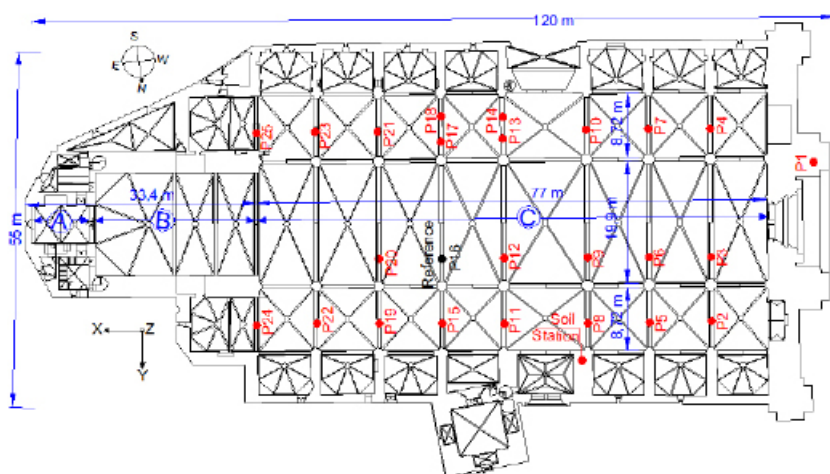 120 m
S
E W
N
P25
P23
P21
P18
P17
P14
P13
P10
8,72 m
P7
P4
P1
33,4 m
77 m
55 m
A
B
C
19,9 m
P20
Reference
P16
P12
P9
P6
P3
X Z
Y
P24
P22
P19
P15
P11
Soil
Station
P8
8,72 m
P5
P2